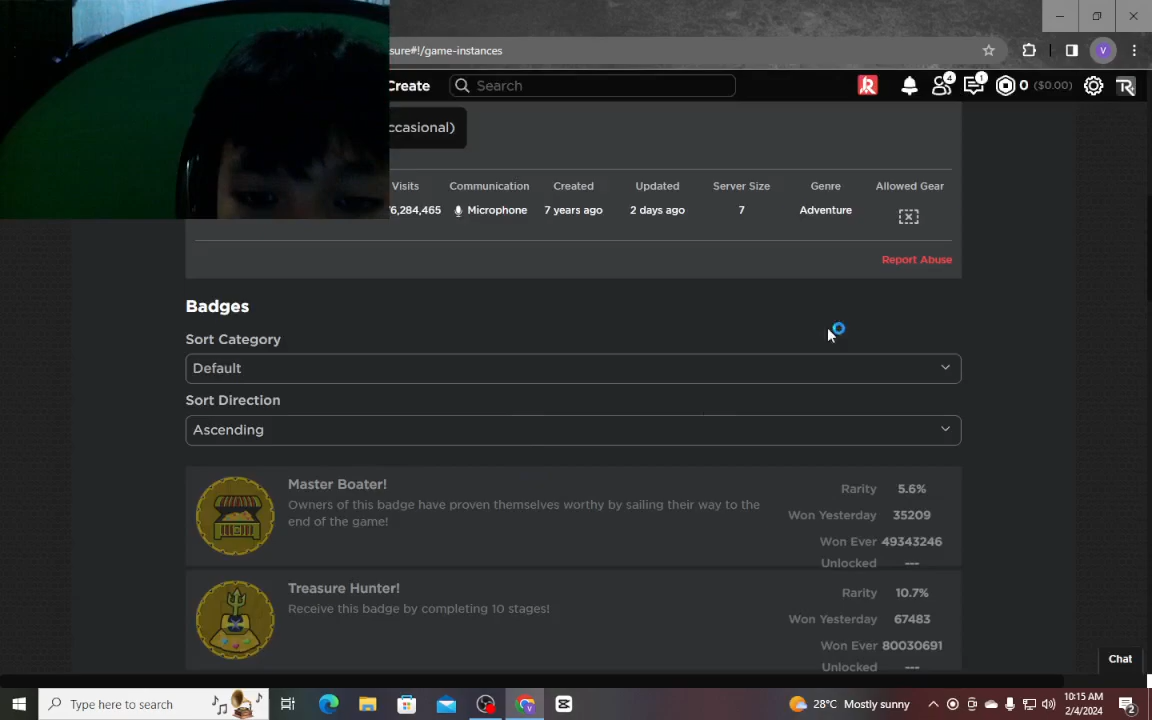 sure#!/game-instances
Create
Search
4
1
0 ($0.00)
ccasional)
Visits Communication Created Updated Server Size Genre Allowed Gear
6,284,465 Microphone 7 years ago 2 days ago 7 Adventure
Report Abuse
Badges
Sort Category
Default
Sort Direction
Ascending
Master Boater!
Owners of this badge have proven themselves worthy by sailing their way to the
end of the game!
Rarity 5.6%
Won Yesterday 35209
Won Ever 49343246
Unlocked ---
Treasure Hunter!
Receive this badge by completing 10 stages!
Rarity 10.7%
Won Yesterday 67483
Won Ever 80030691
Unlocked ---
Chat
Type here to search
28°C Mostly sunny
10:15 AM
2/4/2024
2